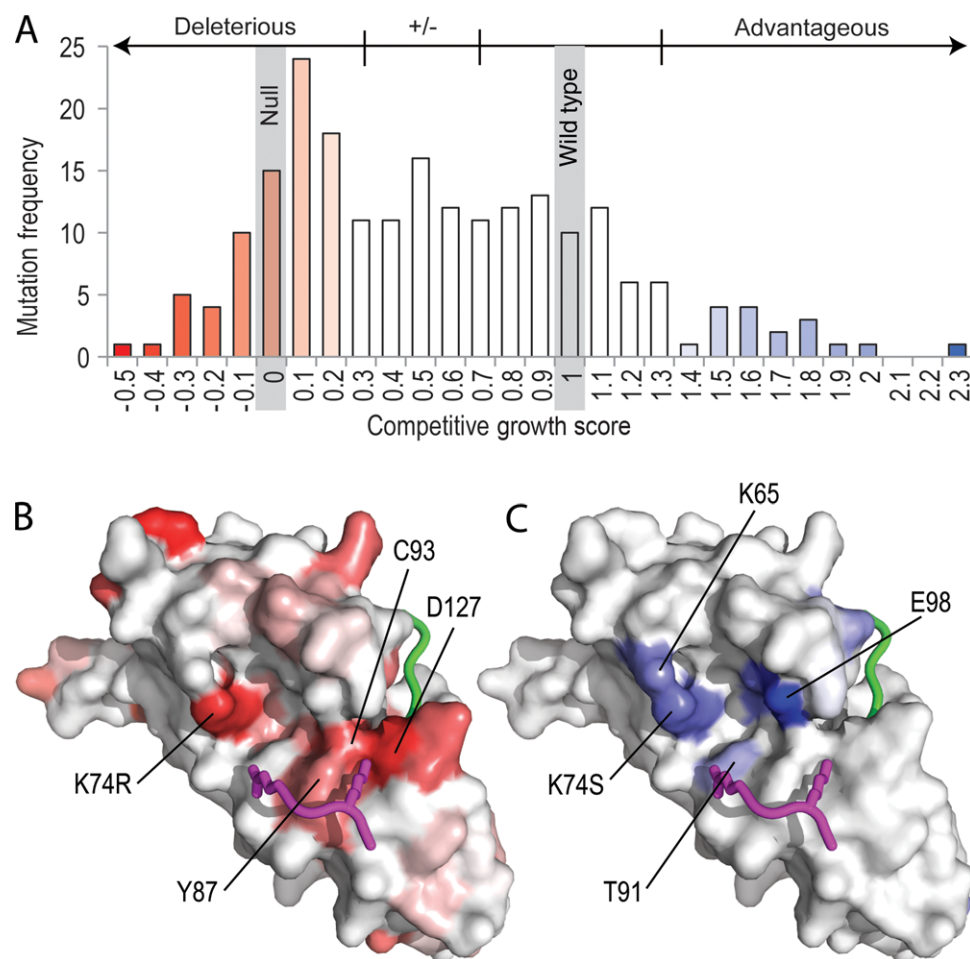 A
Deleterious +/- Advantageous
25
20
15
10
5
0
Mutation frequency
Null
Wild type
-0.5 -0.4 -0.3 -0.2 -0.1 0 0.1 0.2 0.3 0.4 0.5 0.6 0.7 0.8 0.9 1 1.1 1.2 1.3 1.4 1.5 1.6 1.7 1.8 1.9 2 2.1 2.2 2.3
Competitive growth score
B
C93
D127
K74R
Y87
C
K65
E98
K74S
T91